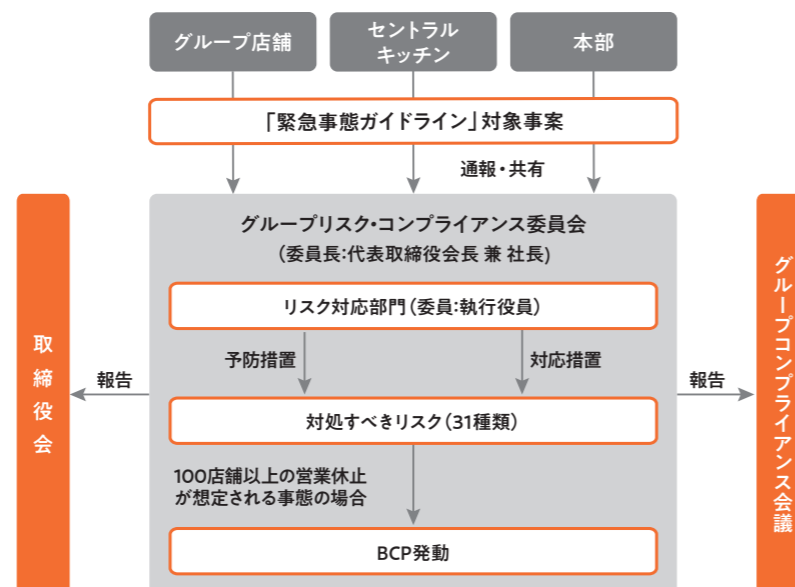 グループ店舗
セントラル
キッチン
本部
「緊急事態ガイドライン」対象事案
通報・共有
グループリスク・コンプライアンス委員会
(委員長:代表取締役会長 兼 社長)
リスク対応部門(委員:執行役員)
予防措置
対応措置
取締役会
報告
報告
グループコンプライアンス会議
対処すべきリスク(31種類)
100店舗以上の営業休止
が想定される事態の場合
BCP発動